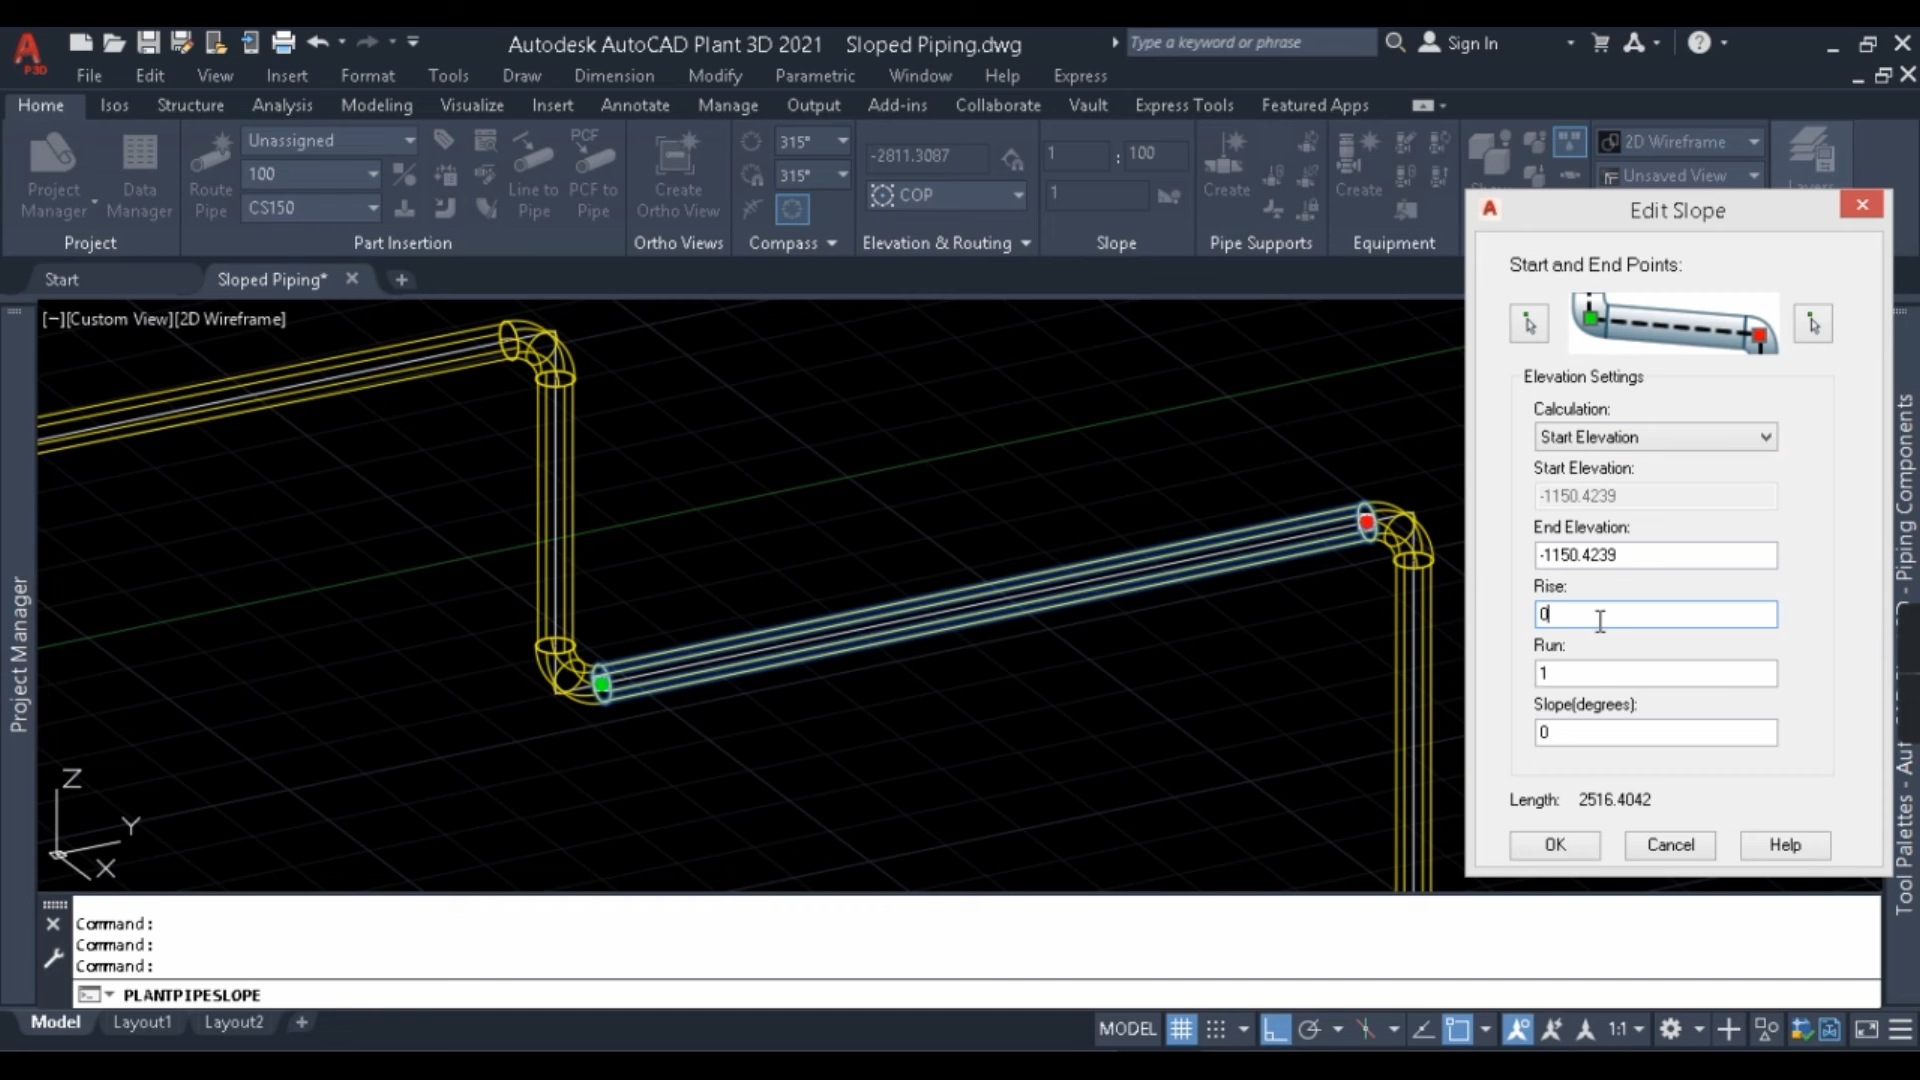 Autodesk AutoCAD Plant 3D 2021 Sloped Piping.dwg
Type a keyword or phrase
Sign In
P3D
File Edit View Insert Format Tools Draw Dimension Modify Parametric Window Help Express
Home Isos Structure Analysis Modeling Visualize Insert Annotate Manage Output Add-ins Collaborate Vault Express Tools Featured Apps
Unassigned
PCF
315°
-2811.3087
1 : 100
2D Wireframe
100
315°
Unsaved View
Project Manager
Data Manager
Route Pipe
CS150
Line to Pipe
PCF to Pipe
Create Ortho View
COP
1
Create
Create
Project
Part Insertion
Ortho Views
Compass
Elevation & Routing
Slope
Pipe Supports
Equipment
Start
Sloped Piping*
[−][Custom View][2D Wireframe]
Project Manager
Z
Y
X
Edit Slope
Start and End Points:
Elevation Settings
Calculation:
Start Elevation
Start Elevation:
-1150.4239
End Elevation:
-1150.4239
Rise:
0
Run:
1
Slope(degrees):
0
Length: 2516.4042
OK
Cancel
Help
- Piping Components
Tool Palettes - Aut
Command:
Command:
Command:
PLANTPIPESLOPE
Model Layout1 Layout2
MODEL
1:1